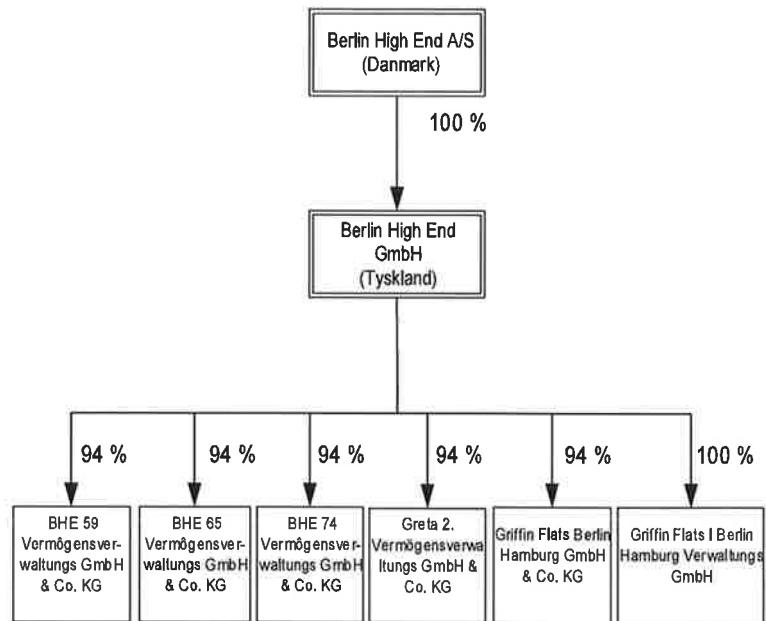 Berlin High End A/S
(Danmark)
100 %
Berlin High End
GmbH
(Tyskland)
94 %
94 %
94 %
94 %
94 %
100 %
BHE 59
Vermôgensver-
waltungs GmbH
& Co. KG
BHE 65
Vermôgensver-
waltungs GmbH
& Co. KG
BHE 74
Vermôgensver-
waltungs GmbH
& Co. KG
Greta 2.
Vermögensverwa
ltungs GmbH &
Co. KG
Griffin Flats Berlin
Hamburg GmbH
& Co. KG
Griffin Flats I Berlin
Hamburg Verwaltungs
GmbH